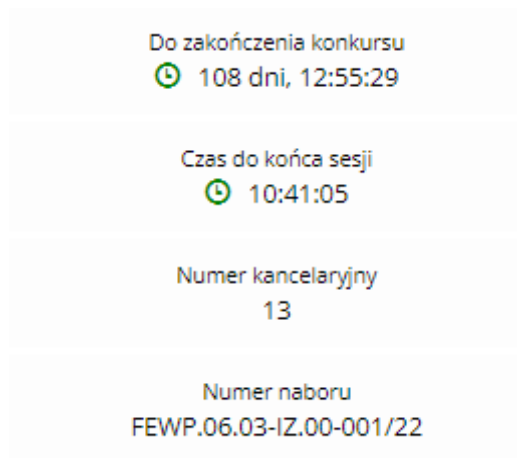 Do zakończenia konkursu
108 dni, 12:55:29
Czas do końca sesji
10:41:05
Numer kancelaryjny
13
Numer naboru
FEWP.06.03-IZ.00-001/22